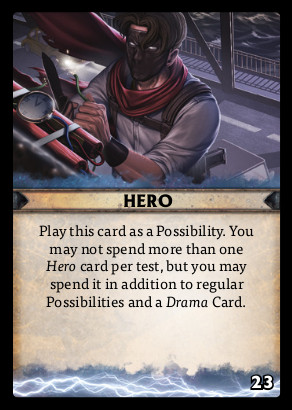 HERO
Play this card as a Possibility. You
may not spend more than one
Hero card per test, but you may
spend it in addition to regular
Possibilities and a Drama Card.
23